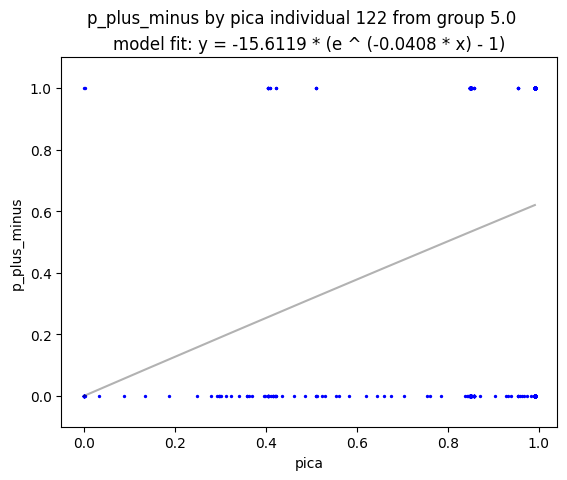 p_plus_minus by pica individual 122 from group 5.0
model fit: y = -15.6119 * (e ^ (-0.0408 * x) - 1)
1.0
0.8
0.6
0.4
0.2
0.0
p_plus_minus
0.0 0.2 0.4 0.6 0.8 1.0
pica